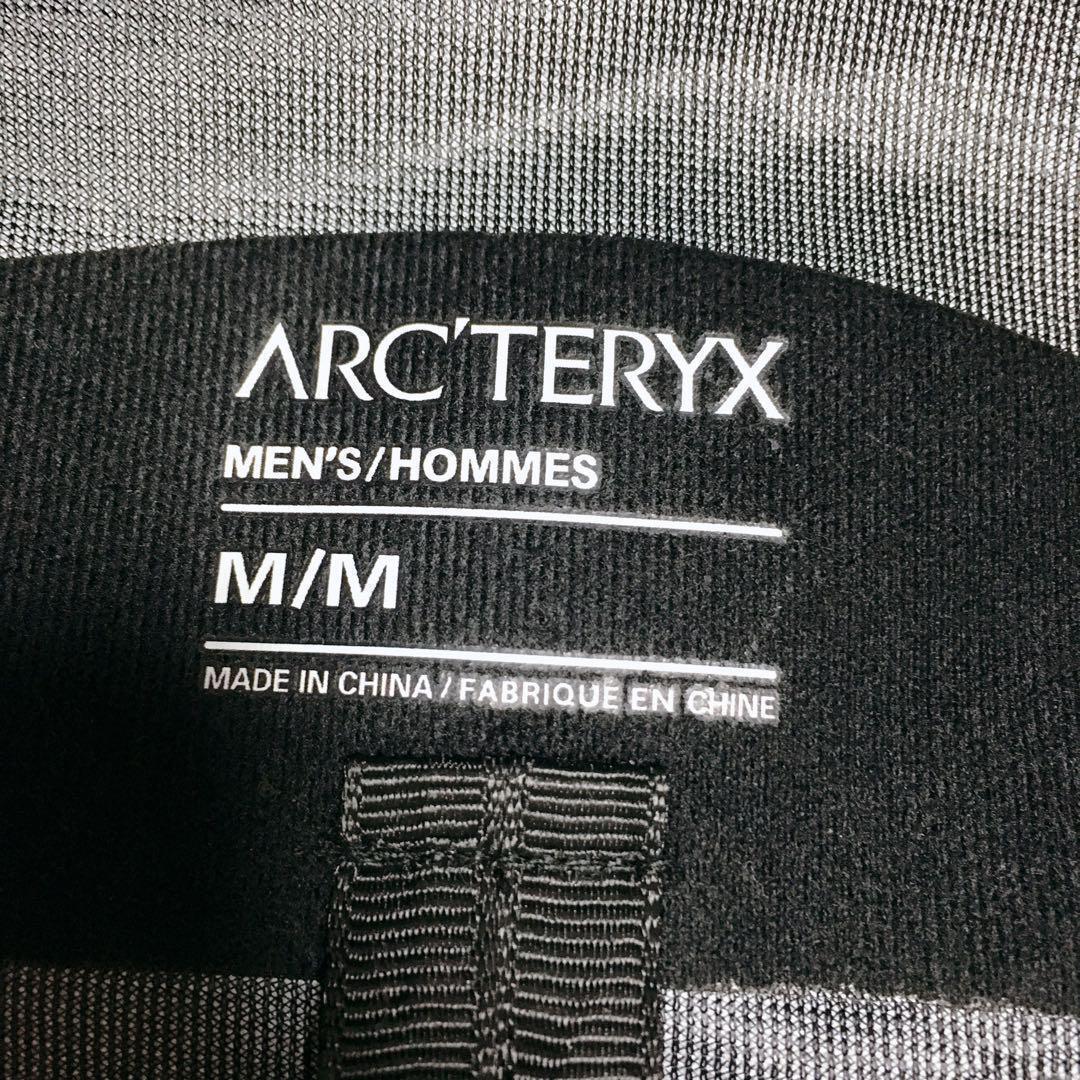 ARC'TERYX
MEN'S/HOMMES
M/M
MADE IN CHINA / FABRIQUÉ EN CHINE